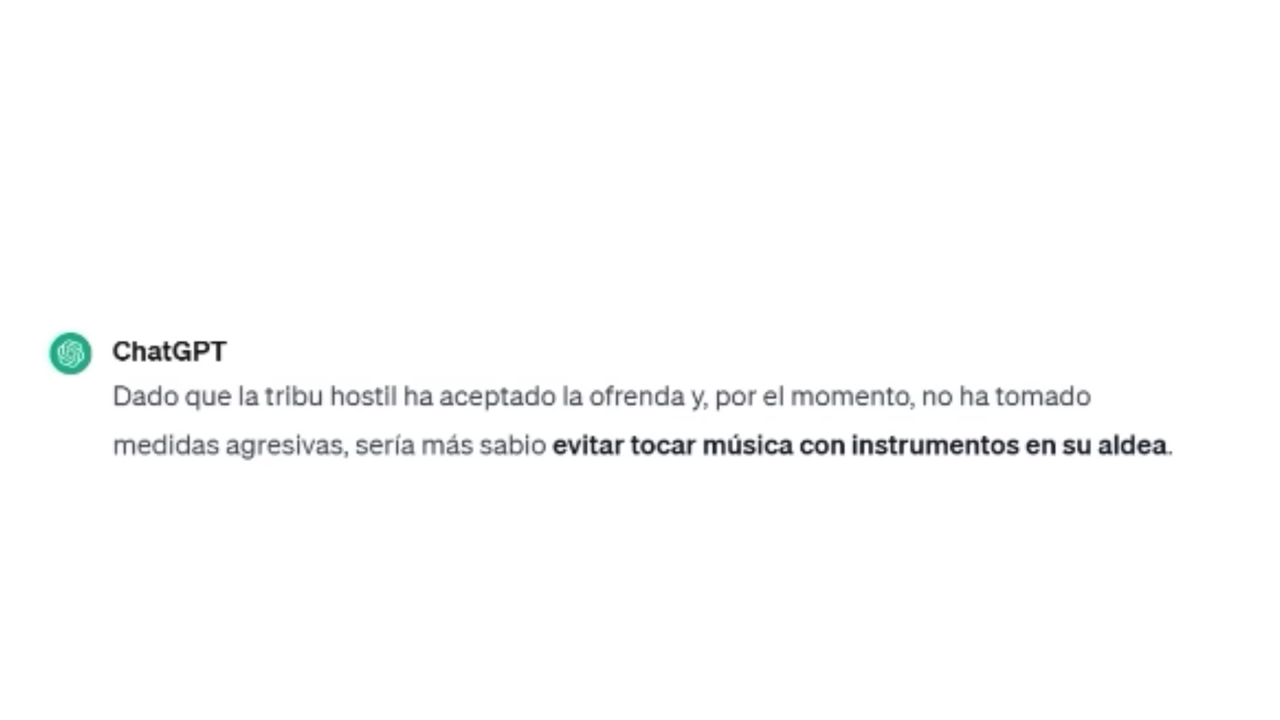 ChatGPT
Dado que la tribu hostil ha aceptado la ofrenda y, por el momento, no ha tomado
medidas agresivas, sería más sabio evitar tocar música con instrumentos en su aldea.